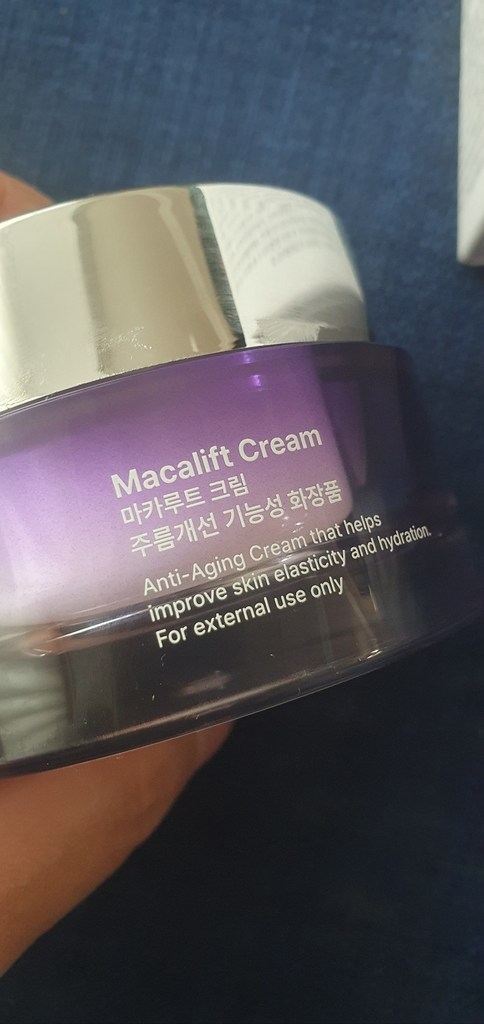 Macalift Cream
마카루트 크림
주름개선 기능성 화장품
Anti-Aging Cream that helps
improve skin elasticity and hydration.
For external use only